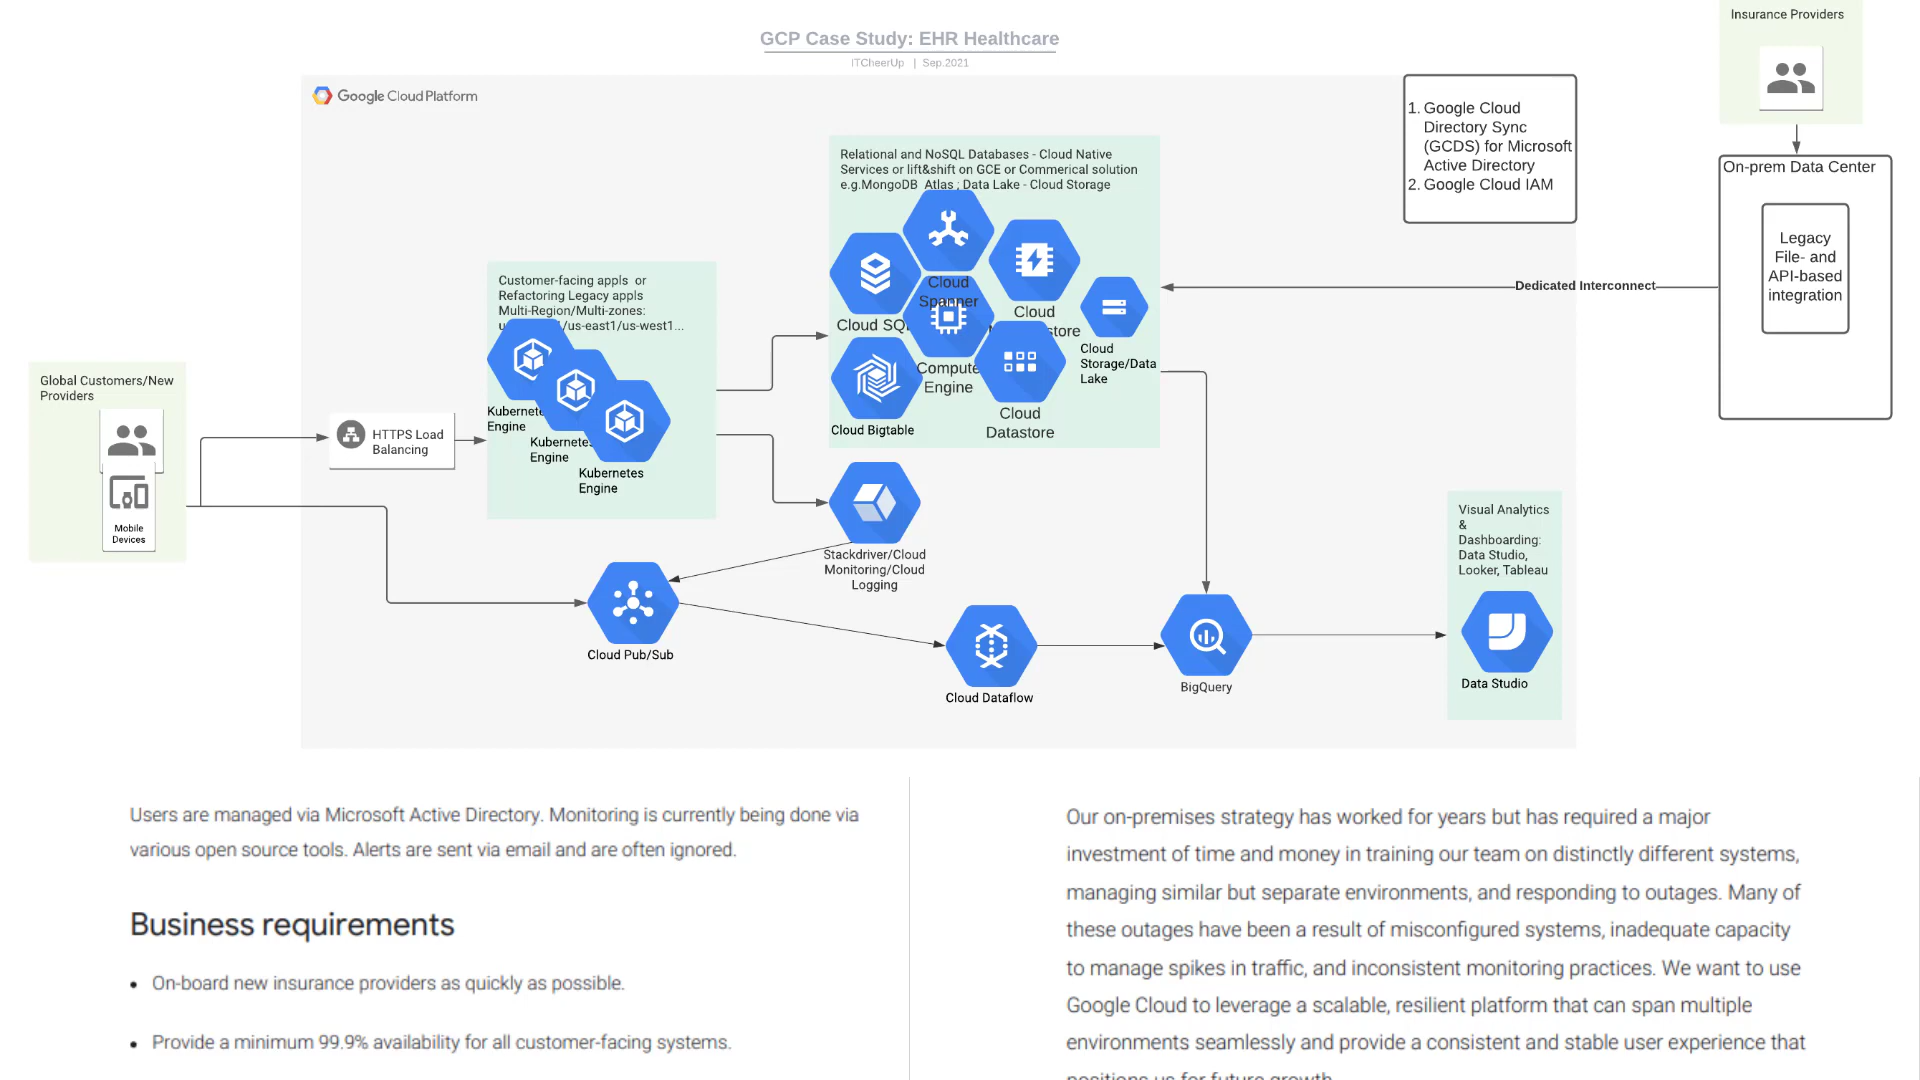 GCP Case Study: EHR Healthcare
ITCheerUp | Sep.2021
Google Cloud Platform
Insurance Providers
1. Google Cloud
Directory Sync
(GCDS) for Microsoft
Active Directory
2. Google Cloud IAM
On-prem Data Center
Legacy
File- and
API-based
integration
Dedicated Interconnect
Relational and NoSQL Databases - Cloud Native
Services or lift&shift on GCE or Commerical solution
e.g.MongoDB Atlas ; Data Lake - Cloud Storage
Cloud
Spanner
Cloud SQL
Cloud
Compute
Engine
Cloud
Storage/Data
Lake
Cloud
Datastore
Cloud Bigtable
Customer-facing appls or
Refactoring Legacy appls
Multi-Region/Multi-zones:
/us-east1/us-west1...
Kubernete
Engine
Kubernetes
Engine
Kubernetes
Engine
Global Customers/New
Providers
Mobile
Devices
HTTPS Load
Balancing
Stackdriver/Cloud
Monitoring/Cloud
Logging
Cloud Pub/Sub
Cloud Dataflow
BigQuery
Visual Analytics
&
Dashboarding:
Data Studio,
Looker, Tableau
Data Studio
Users are managed via Microsoft Active Directory. Monitoring is currently being done via
various open source tools. Alerts are sent via email and are often ignored.
Business requirements
• On-board new insurance providers as quickly as possible.
• Provide a minimum 99.9% availability for all customer-facing systems.
Our on-premises strategy has worked for years but has required a major
investment of time and money in training our team on distinctly different systems,
managing similar but separate environments, and responding to outages. Many of
these outages have been a result of misconfigured systems, inadequate capacity
to manage spikes in traffic, and inconsistent monitoring practices. We want to use
Google Cloud to leverage a scalable, resilient platform that can span multiple
environments seamlessly and provide a consistent and stable user experience that
positions us for future growth.